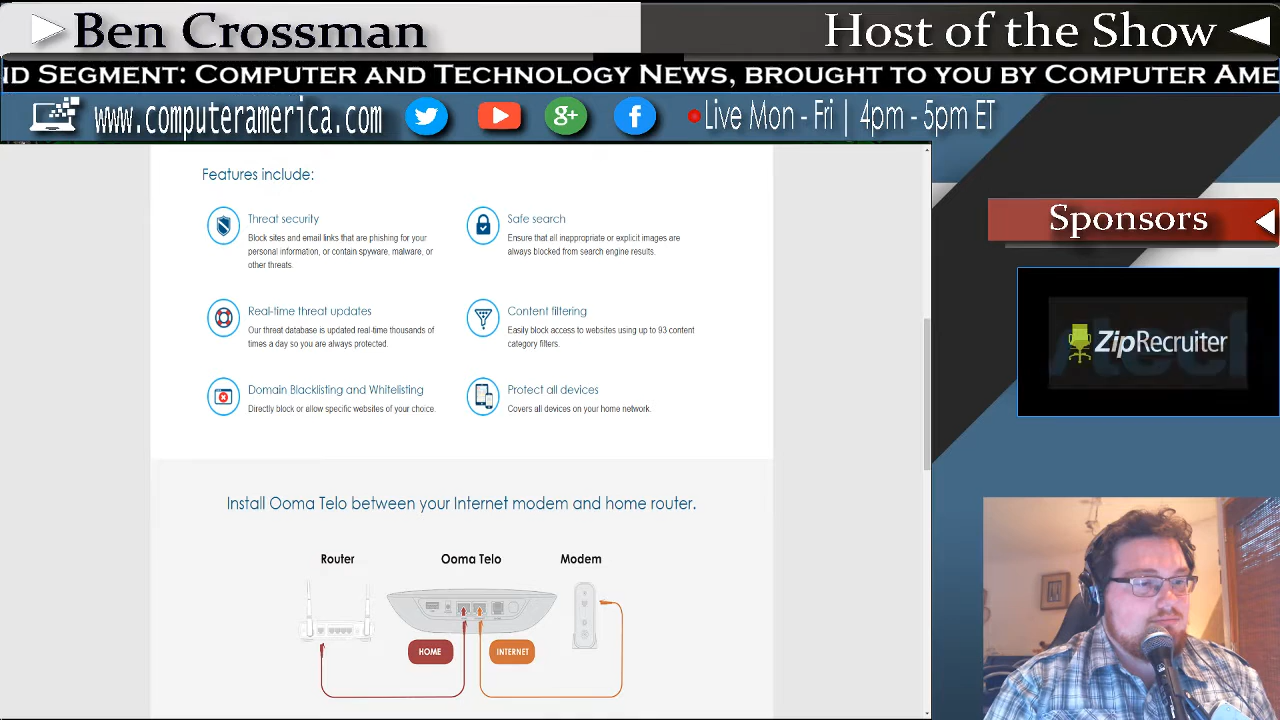 Ben Crossman
Host of the Show
ND SEGMENT: COMPUTER AND TECHNOLOGY NEWS, BROUGHT TO YOU BY COMPUTER AME
www.computeramerica.com
Live Mon - Fri | 4pm - 5pm ET
Features include:
Threat security
Block sites and email links that are phishing for your
personal information, or contain spyware, malware, or
other threats.
Safe search
Ensure that all inappropriate or explicit images are
always blocked from search engine results.
Real-time threat updates
Our threat database is updated real-time thousands of
times a day so you are always protected.
Content filtering
Easily block access to websites using up to 93 content
category filters.
Domain Blacklisting and Whitelisting
Directly block or allow specific websites of your choice.
Protect all devices
Covers all devices on your home network.
Install Ooma Telo between your Internet modem and home router.
Router
Ooma Telo
Modem
HOME
INTERNET
Sponsors
ZipRecruiter